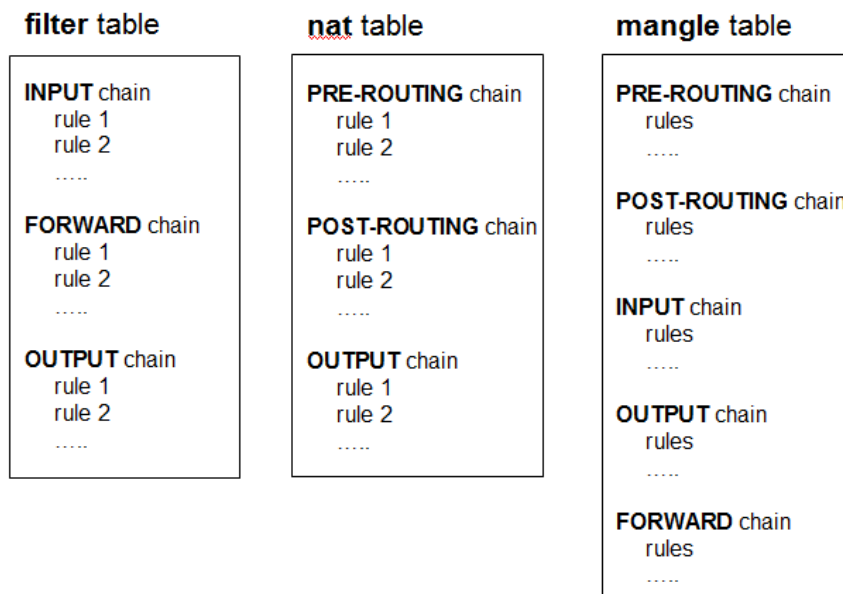 filter table
INPUT chain
rule 1
rule 2
.....
FORWARD chain
rule 1
rule 2
.....
OUTPUT chain
rule 1
rule 2
.....
nat table
PRE-ROUTING chain
rule 1
rule 2
.....
POST-ROUTING chain
rule 1
rule 2
.....
OUTPUT chain
rule 1
rule 2
.....
mangle table
PRE-ROUTING chain
rules
.....
POST-ROUTING chain
rules
.....
INPUT chain
rules
.....
OUTPUT chain
rules
.....
FORWARD chain
rules
.....